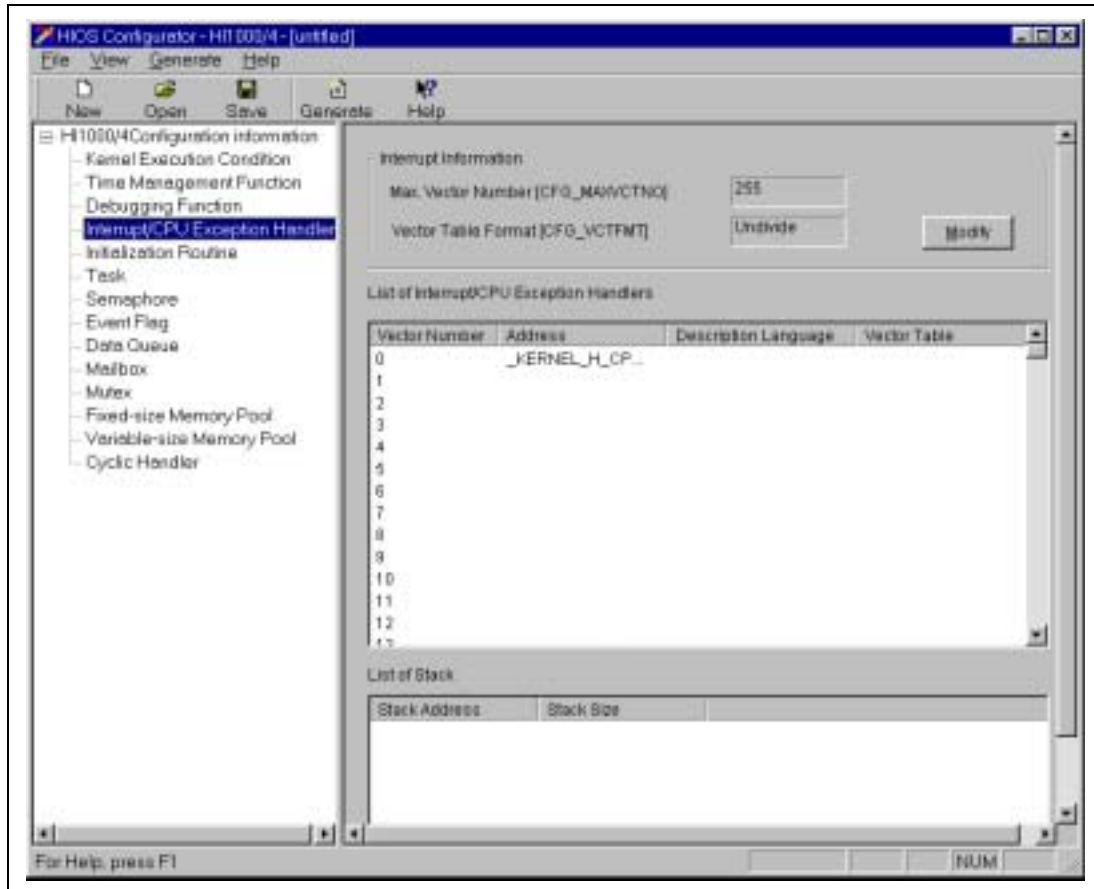 HIOS Configurator - HI1000/4 - [untitled]
File View Generate Help
New Open Save Generate Help
HI1000/4Configuration information
Kernel Execution Condition
Time Management Function
Debugging Function
Interrupt/CPU Exception Handler
Initialization Routine
Task
Semaphore
Event Flag
Data Queue
Mailbox
Mutex
Fixed-size Memory Pool
Variable-size Memory Pool
Cyclic Handler
Interrupt Information
Max. Vector Number [CFG_MAXVCTNO]
255
Vector Table Format [CFG_VCTFMT]
Undivide
Modify
List of Interrupt/CPU Exception Handlers
Vector Number Address Description Language Vector Table
0 _KERNEL_H_CP...
1
2
3
4
5
6
7
8
9
10
11
12
13
List of Stack
Stack Address Stack Size
For Help, press F1
NUM